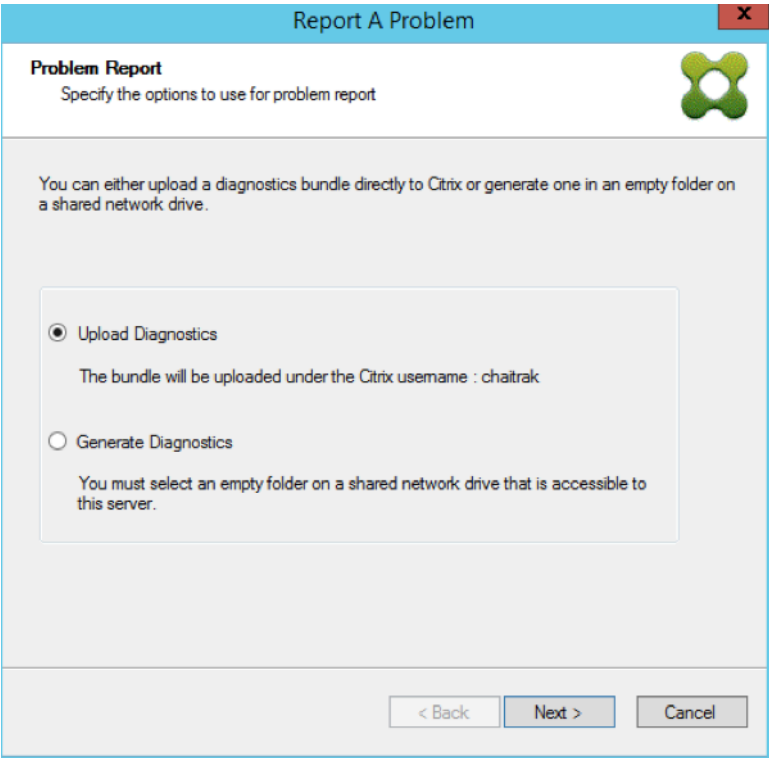 Report A Problem
x
Problem Report
Specify the options to use for problem report
You can either upload a diagnostics bundle directly to Citrix or generate one in an empty folder on
a shared network drive.
Upload Diagnostics
The bundle will be uploaded under the Citrix username : chaitrak
Generate Diagnostics
You must select an empty folder on a shared network drive that is accessible to
this server.
< Back
Next >
Cancel